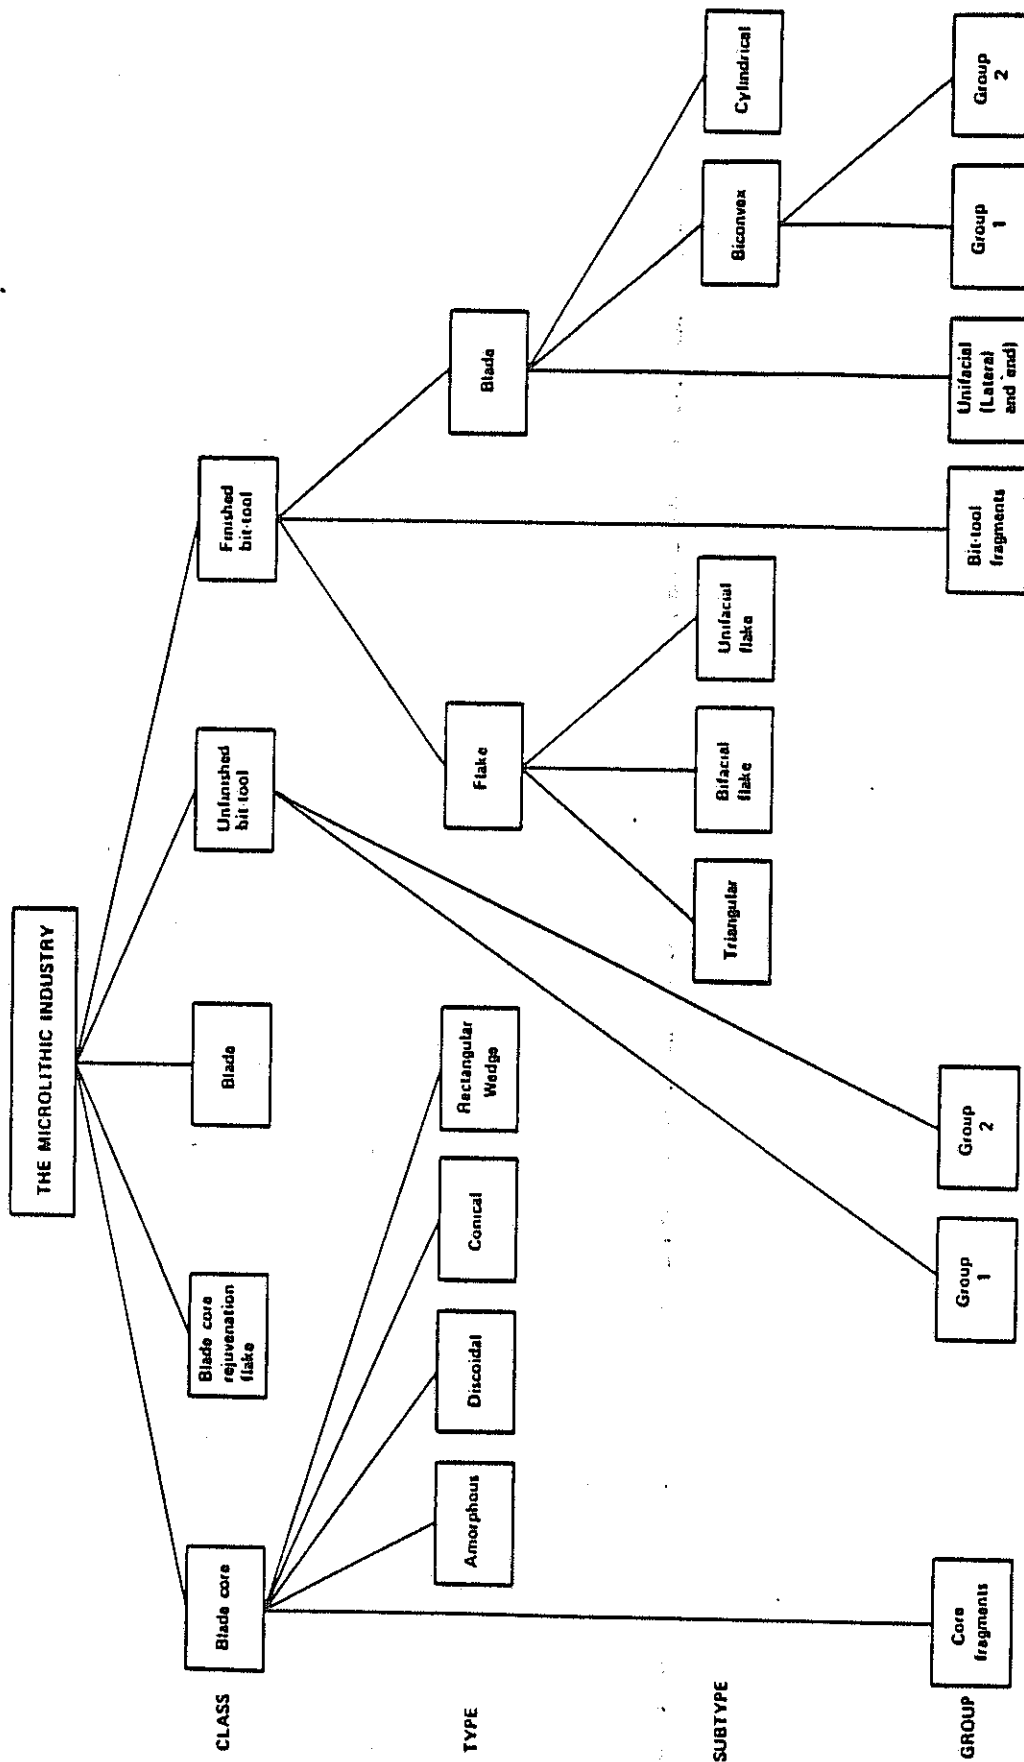 THE MICROLITHIC INDUSTRY
CLASS
Blade core
Blade core
rejuvenation
flake
Blade
Unfinished
bit-tool
Finished
bit-tool
TYPE
Amorphous
Discoidal
Conical
Rectangular
Wedge
Flake
Blade
SUBTYPE
Triangular
Bifacial
flake
Unifacial
flake
Biconvex
Cylindrical
GROUP
Core
fragments
Group
1
Group
2
Bit-tool
fragments
Unifacial
(Lateral
and end)
Group
1
Group
2